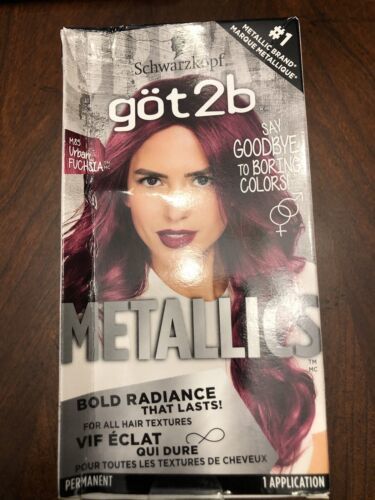 #1
METALLIC BRAND*
MARQUE MÉTALLIQUE*
Schwarzkopf
göt2b
M85
Urban
FUCHSIA™
MC
SAY
GOODBYE
TO BORING
COLORS!
METALLICS
TM
MC
BOLD RADIANCE
THAT LASTS!
FOR ALL HAIR TEXTURES
VIF ÉCLAT
QUI DURE
POUR TOUTES LES TEXTURES DE CHEVEUX
PERMANENT
1 APPLICATION